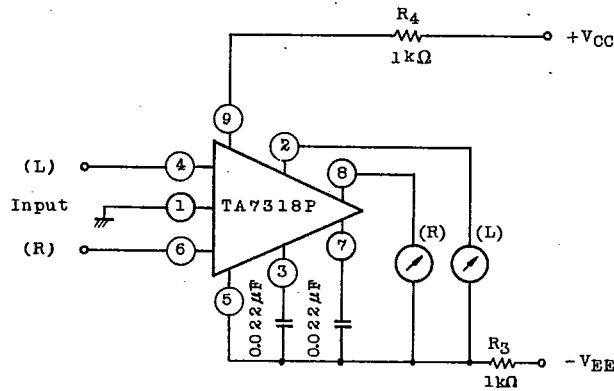 R4
1kΩ
+VCC
9
2
(L)
4
8
Input
1
TA7318P
(R)
(L)
(R)
6
7
3
5
0.022μF
0.022μF
R3
1kΩ
-VEE